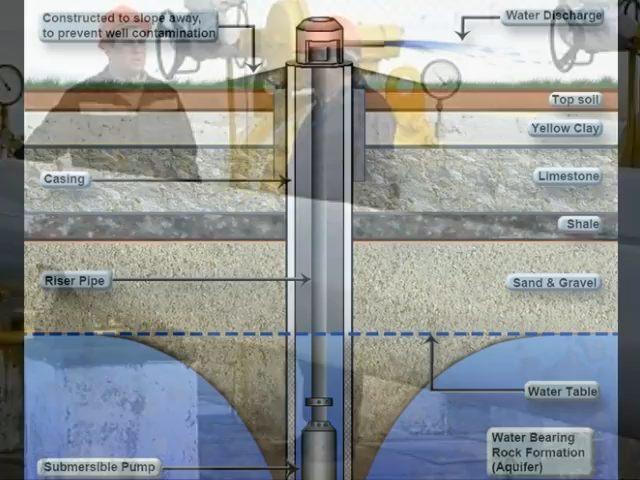 Constructed to slope away,
to prevent well contamination
Water Discharge
Top soil
Yellow Clay
Casing
Limestone
Shale
Riser Pipe
Sand & Gravel
Water Table
Water Bearing
Rock Formation
(Aquifer)
Submersible Pump